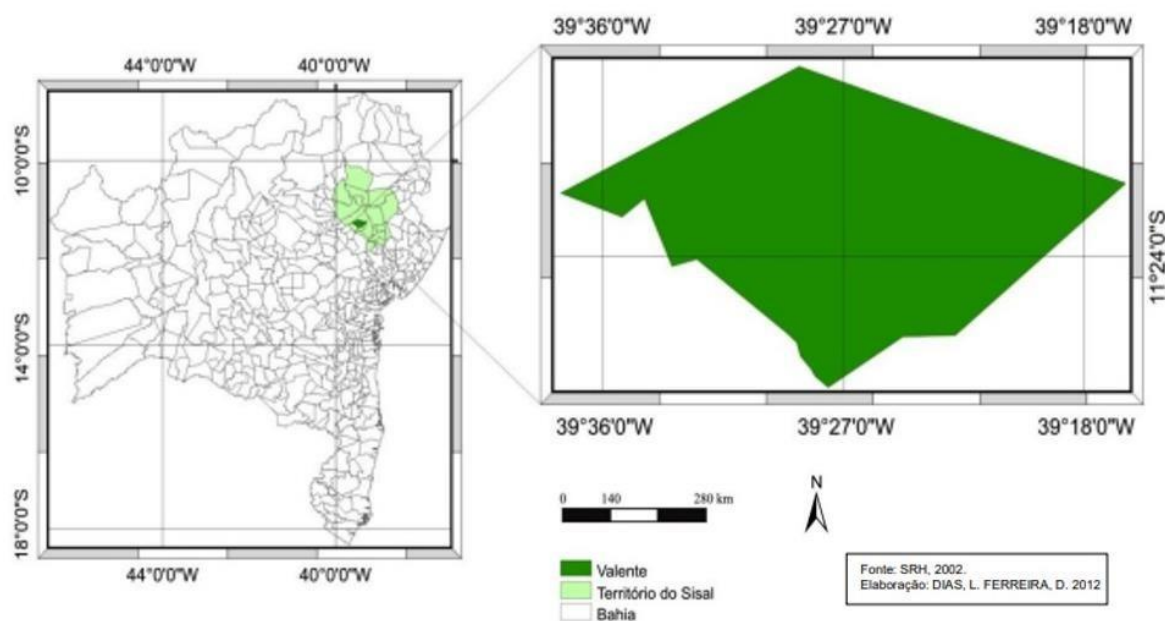 44°0'0"W 40°0'0"W
10°0'0"S
14°0'0"S
18°0'0"S
44°0'0"W 40°0'0"W
39°36'0"W 39°27'0"W 39°18'0"W
11°24'0"S
39°36'0"W 39°27'0"W 39°18'0"W
0 140 280 km
N
Valente
Território do Sisal
Bahia
Fonte: SRH, 2002.
Elaboração: DIAS, L. FERREIRA, D. 2012